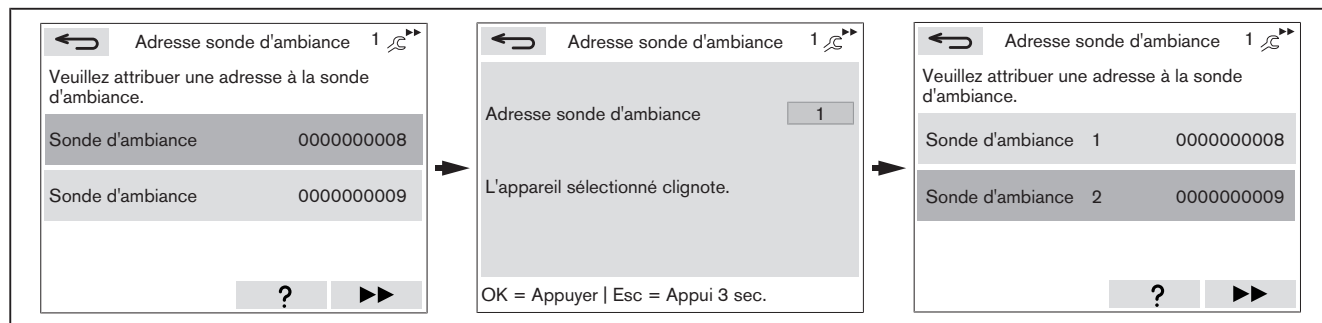 Adresse sonde d'ambiance 1
Veuillez attribuer une adresse à la sonde
d'ambiance.
Sonde d'ambiance 0000000008
Sonde d'ambiance 0000000009
?
Adresse sonde d'ambiance 1
Adresse sonde d'ambiance 1
L'appareil sélectionné clignote.
OK = Appuyer | Esc = Appui 3 sec.
Adresse sonde d'ambiance 1
Veuillez attribuer une adresse à la sonde
d'ambiance.
Sonde d'ambiance 1 0000000008
Sonde d'ambiance 2 0000000009
?